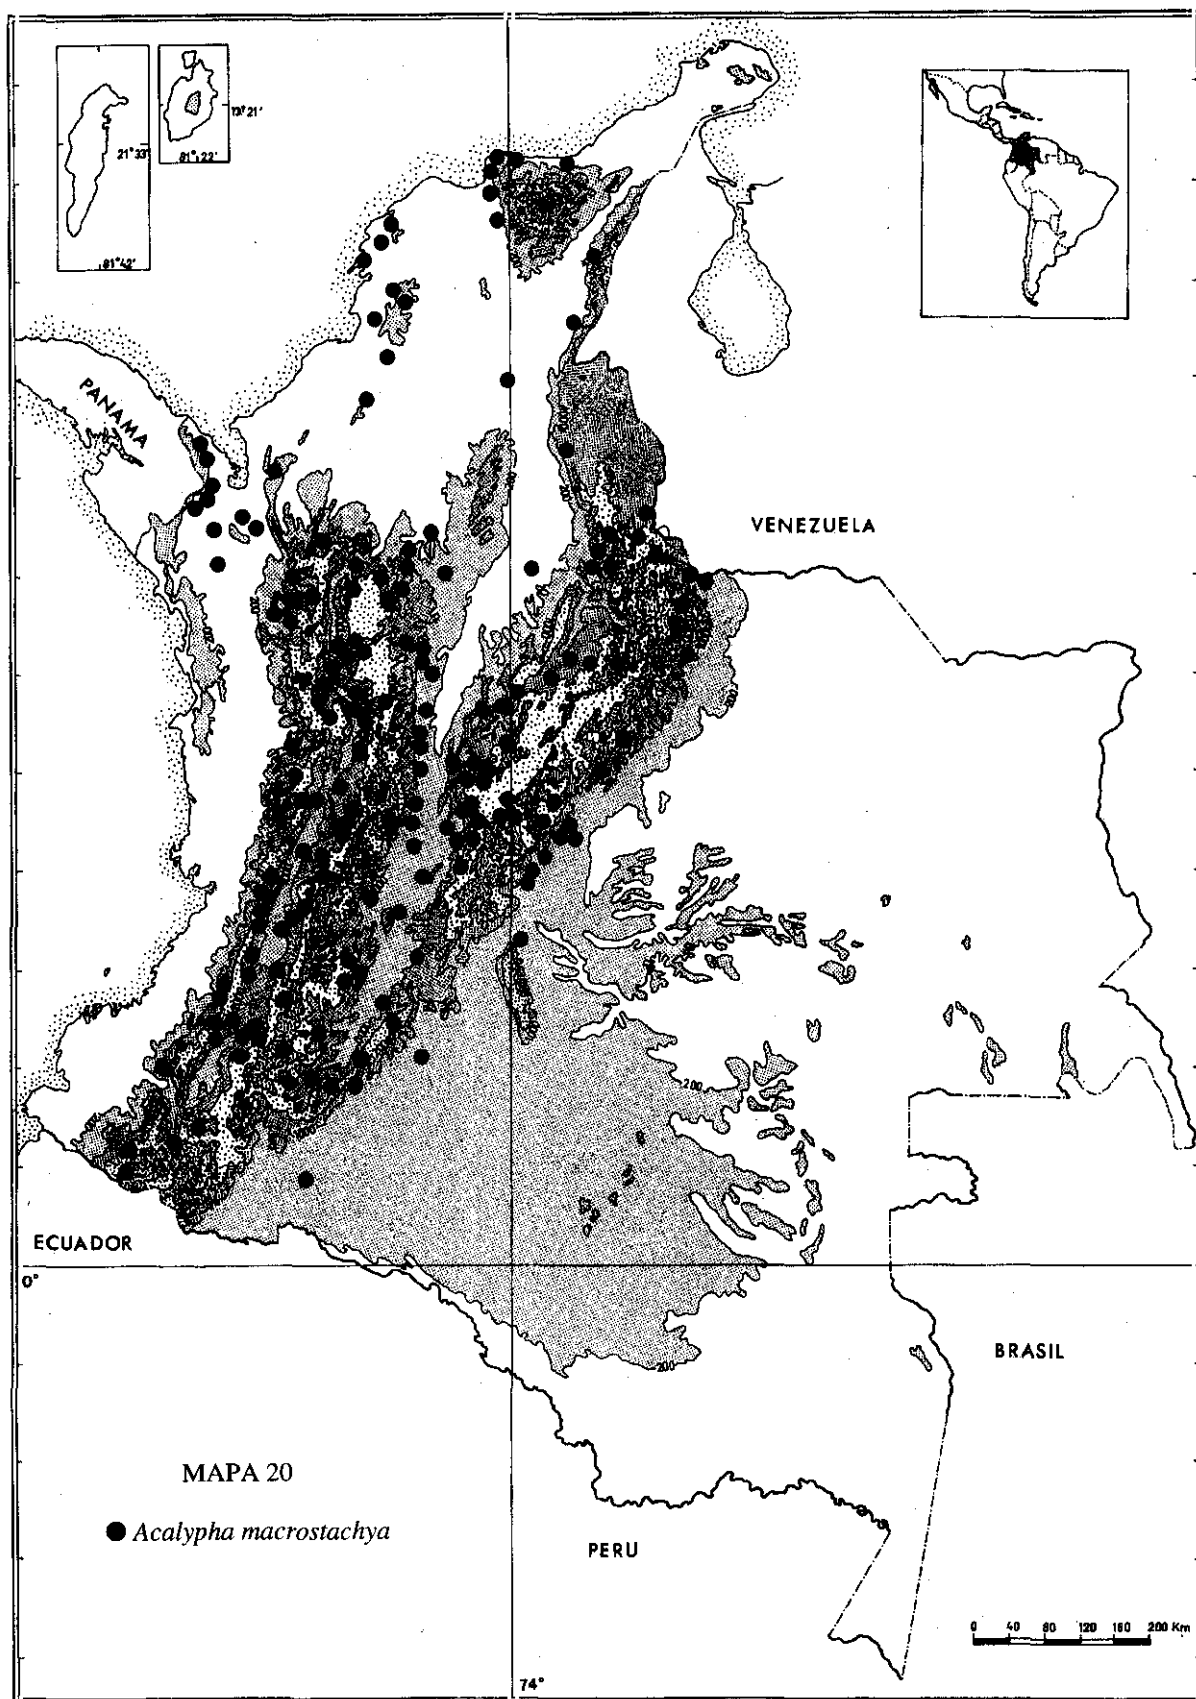 21°33'
81°42'
13°21'
81°22'
PANAMA
VENEZUELA
200
ECUADOR
0°
200
BRASIL
MAPA 20
Acalypha macrostachya
PERU
0 40 80 120 160 200 Km
74°